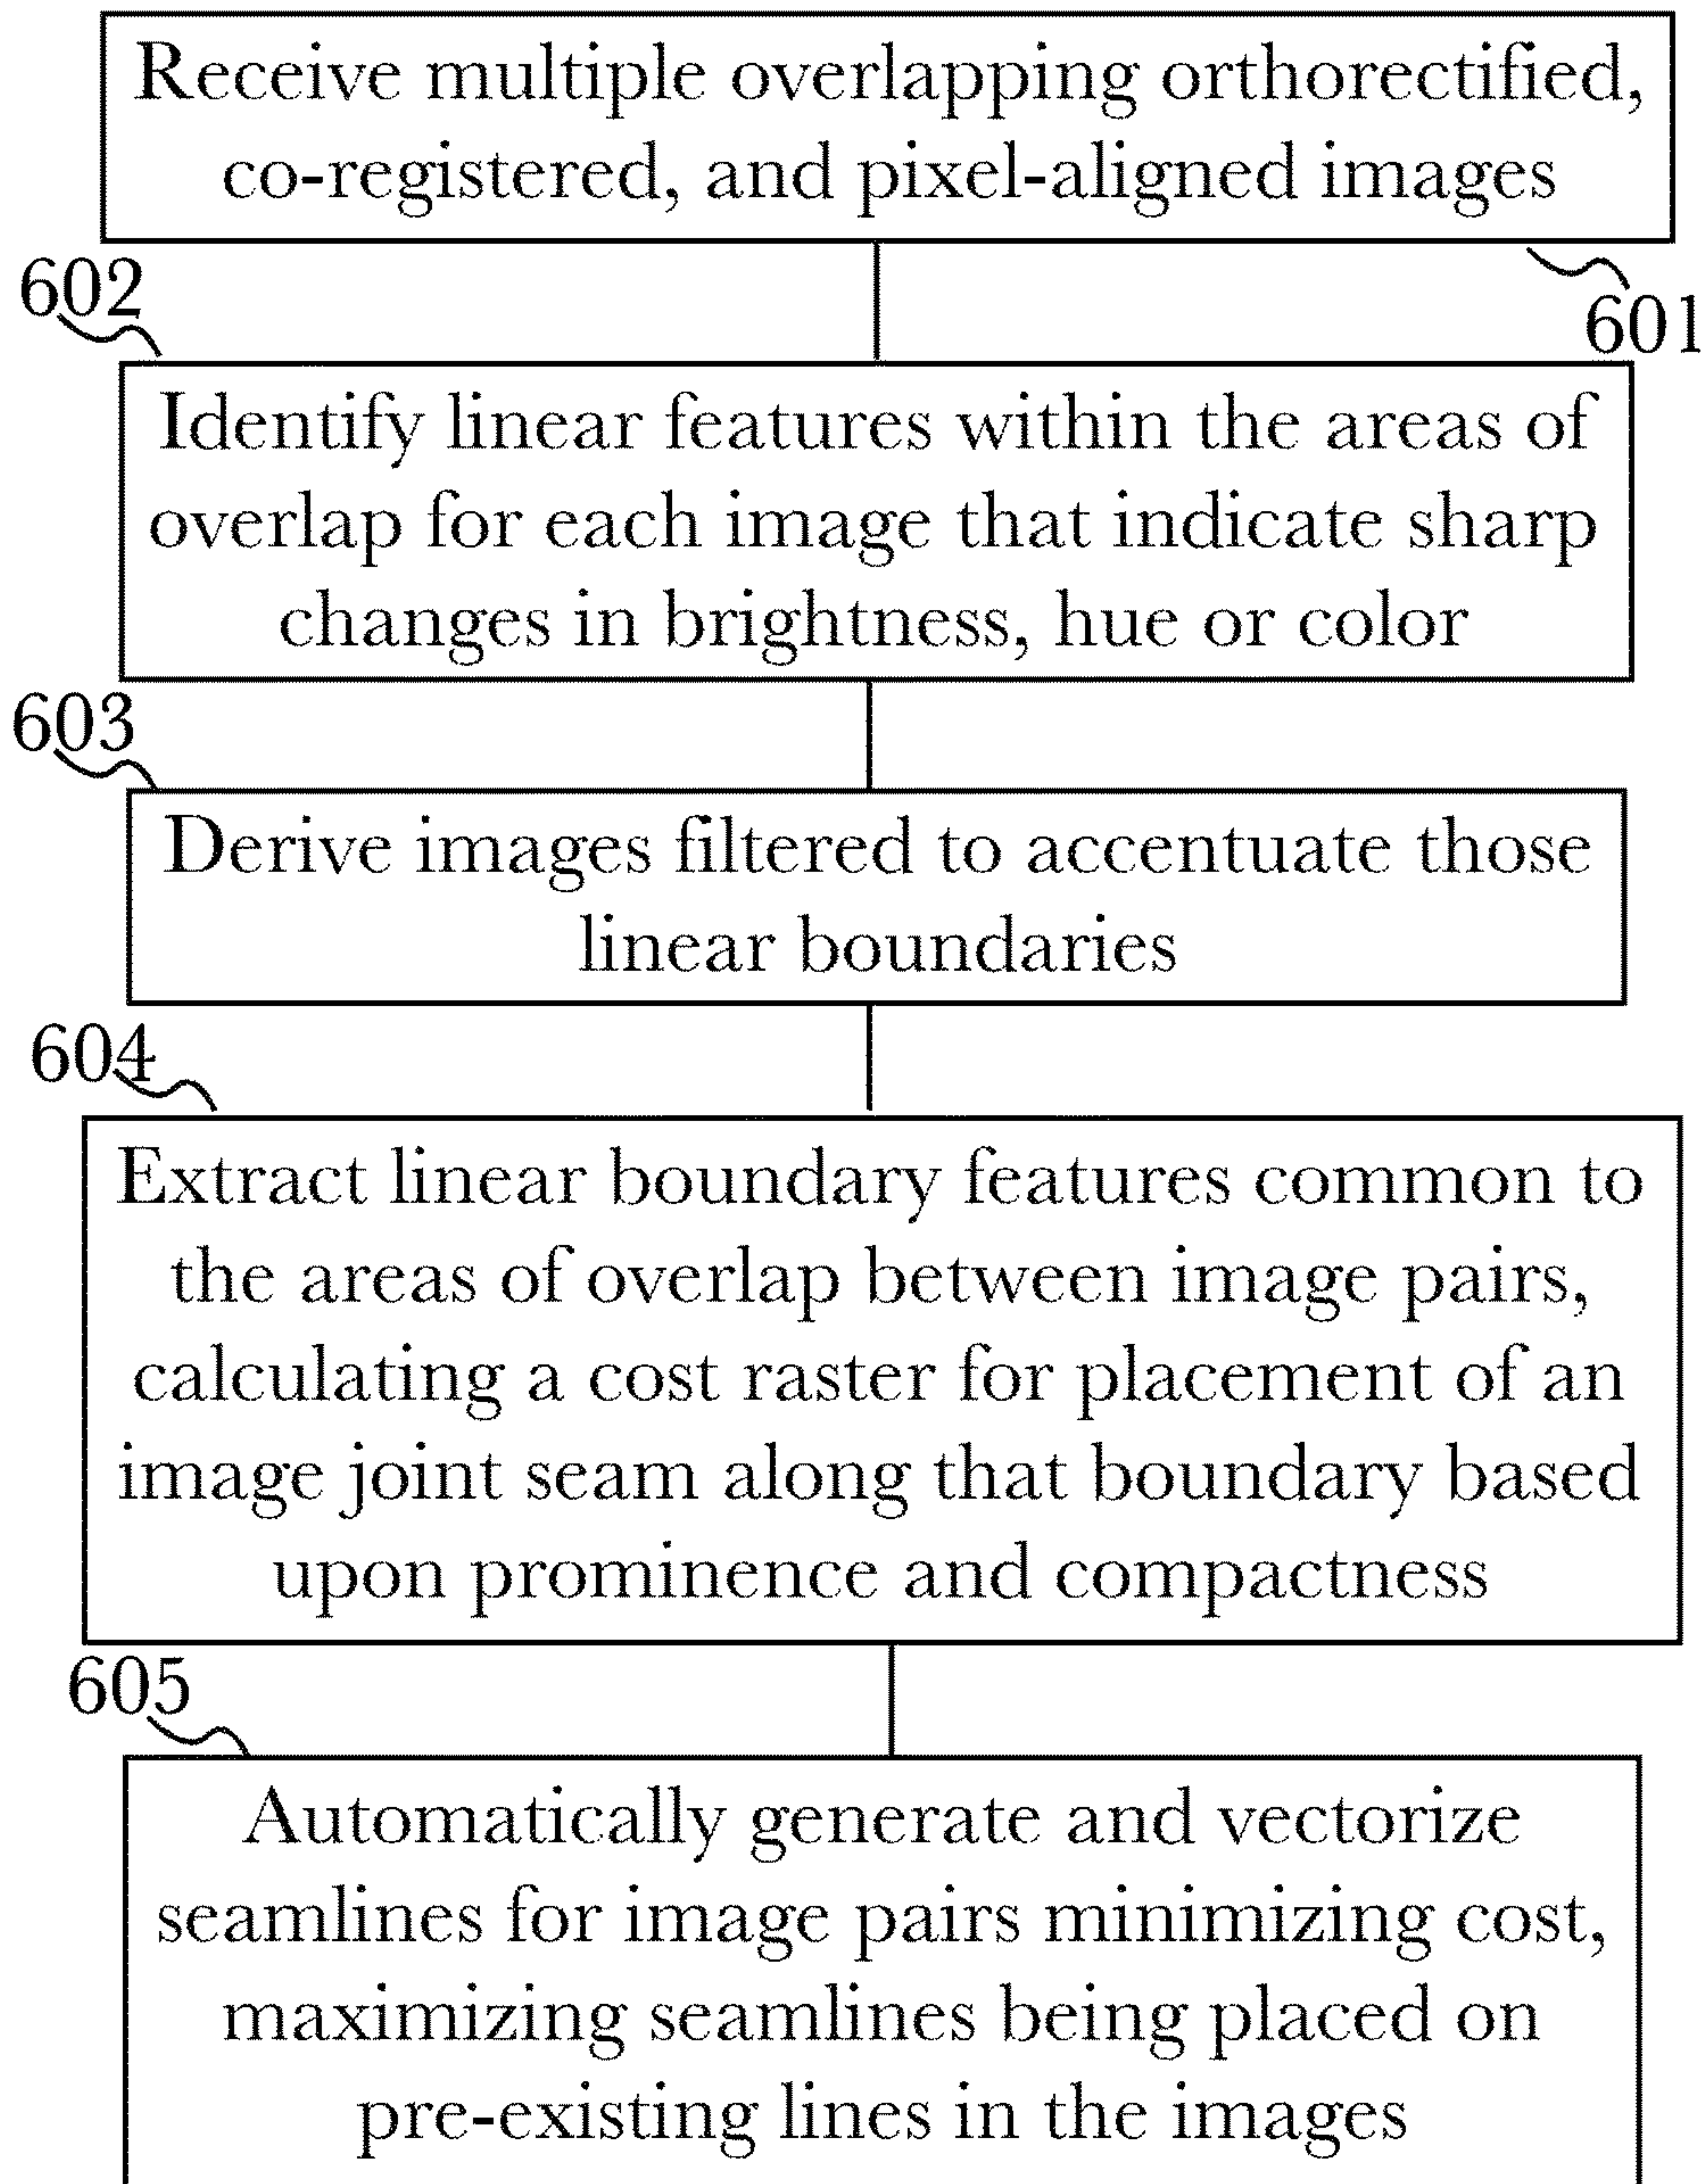 Receive multiple overlapping orthorectified,
co-registered, and pixel-aligned images
601
602
Identify linear features within the areas of
overlap for each image that indicate sharp
changes in brightness, hue or color
603
Derive images filtered to accentuate those
linear boundaries
604
Extract linear boundary features common to
the areas of overlap between image pairs,
calculating a cost raster for placement of an
image joint seam along that boundary based
upon prominence and compactness
605
Automatically generate and vectorize
seamlines for image pairs minimizing cost,
maximizing seamlines being placed on
pre-existing lines in the images